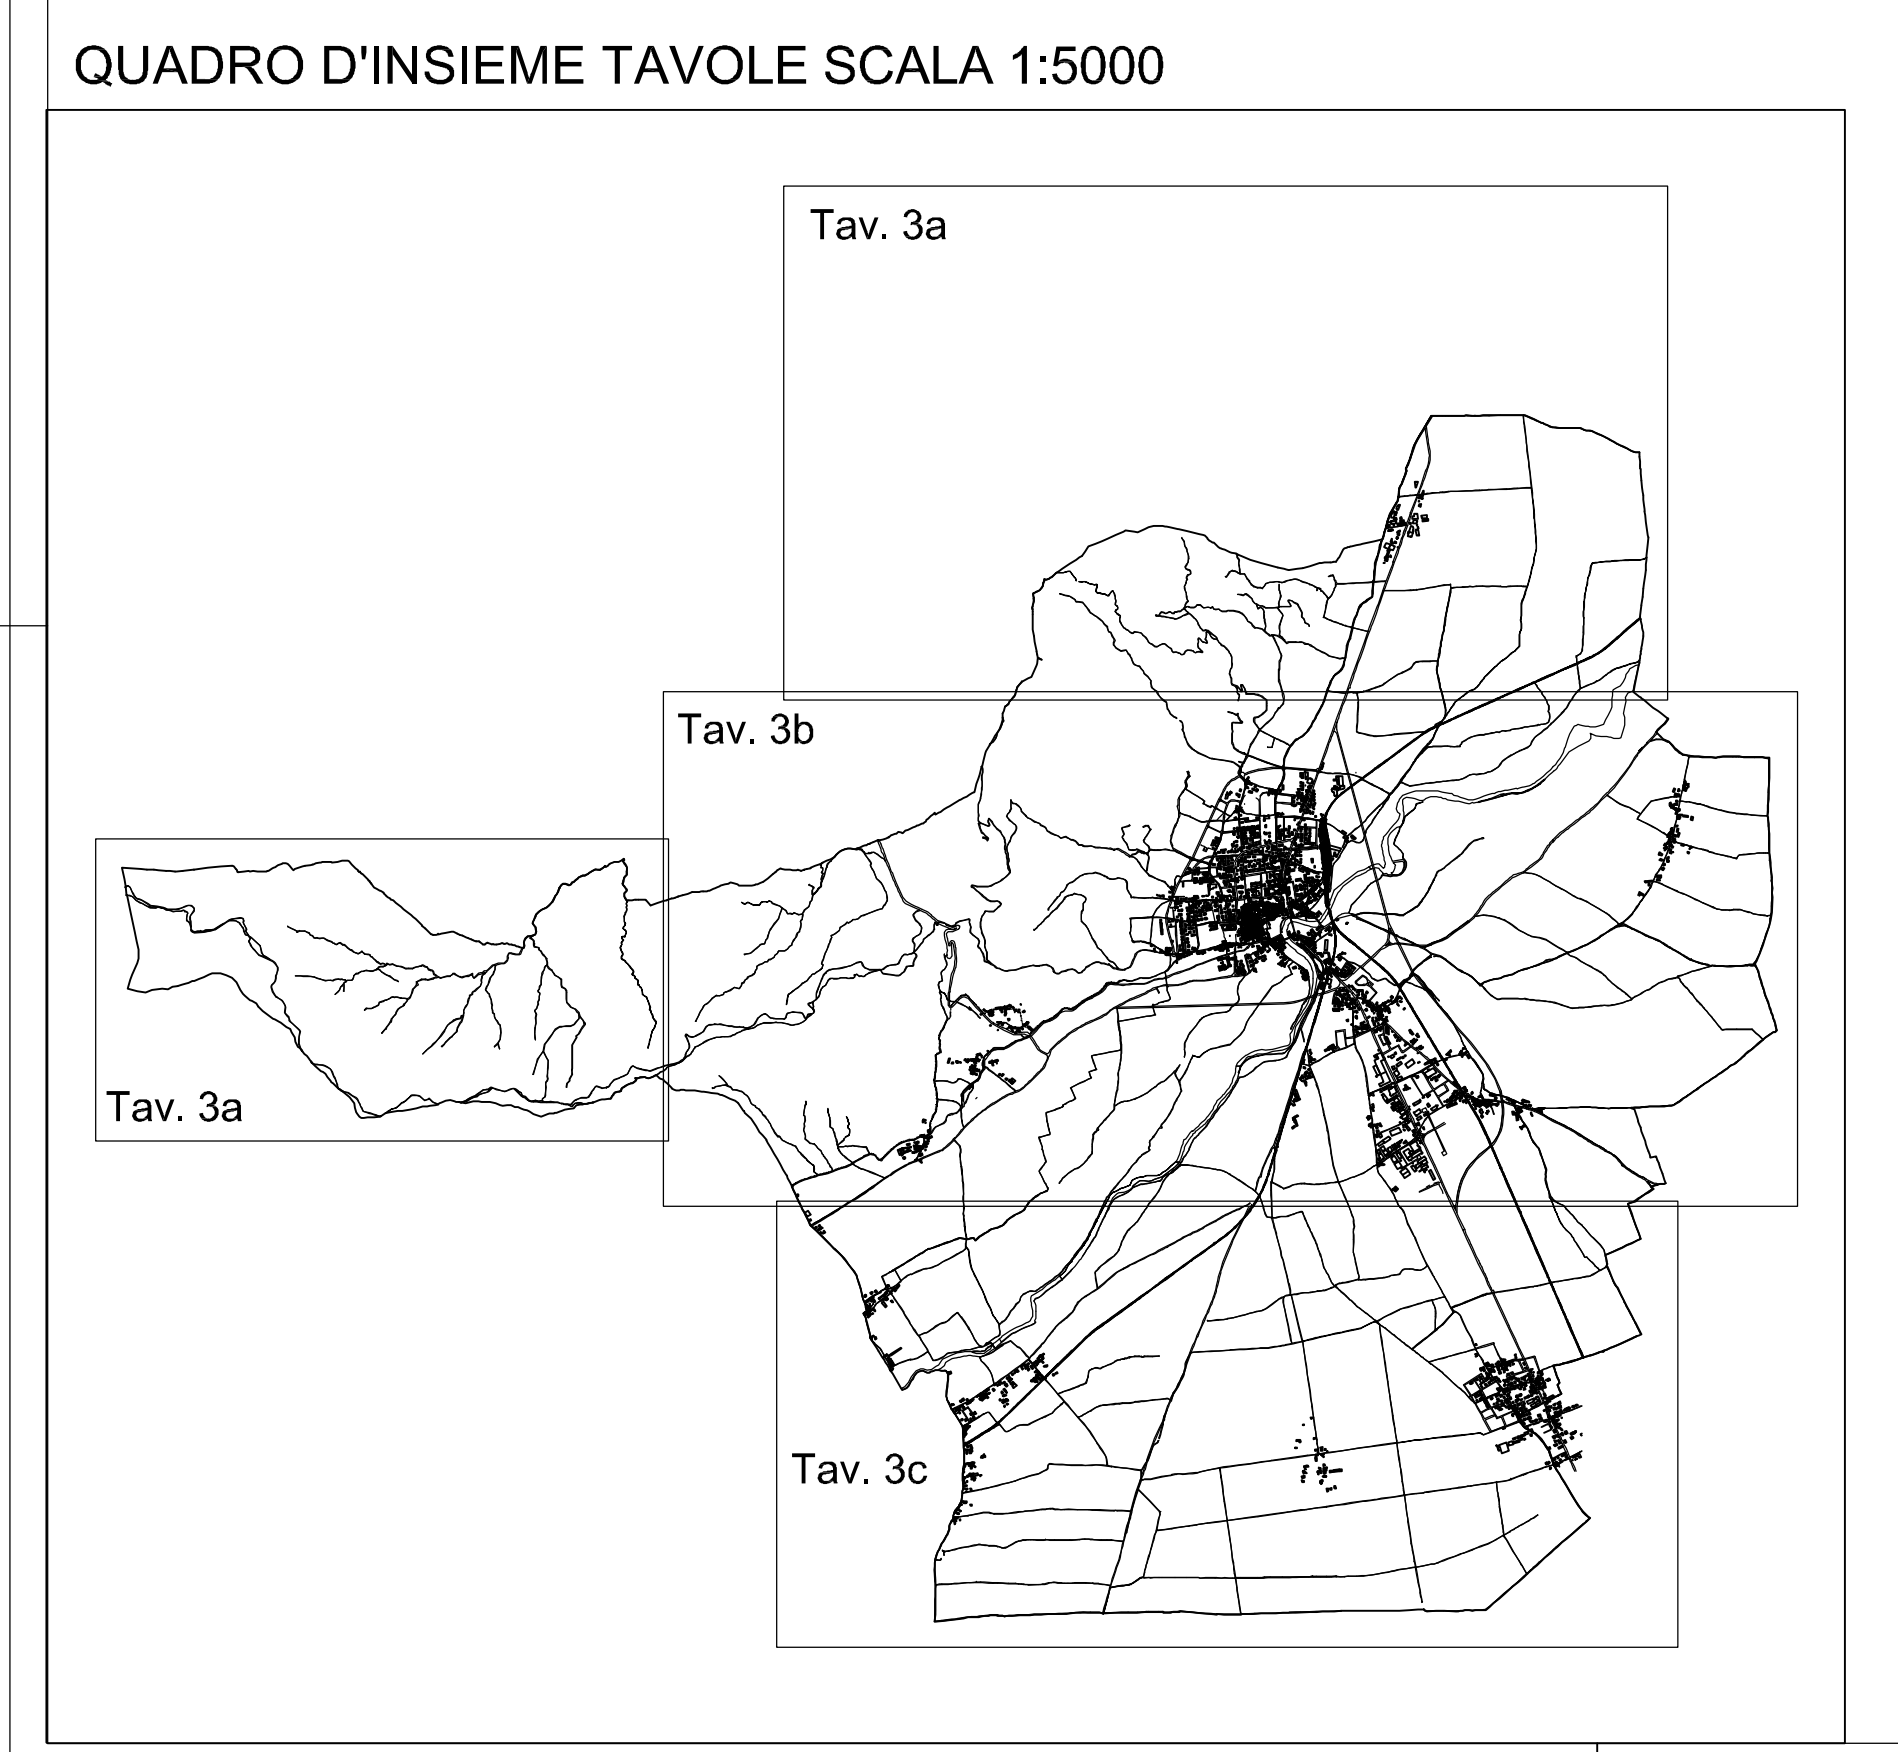 QUADRO D'INSIEME TAVOLE SCALA 1:5000
Tav. 3a
Tav. 3b
Tav. 3a
Tav. 3c